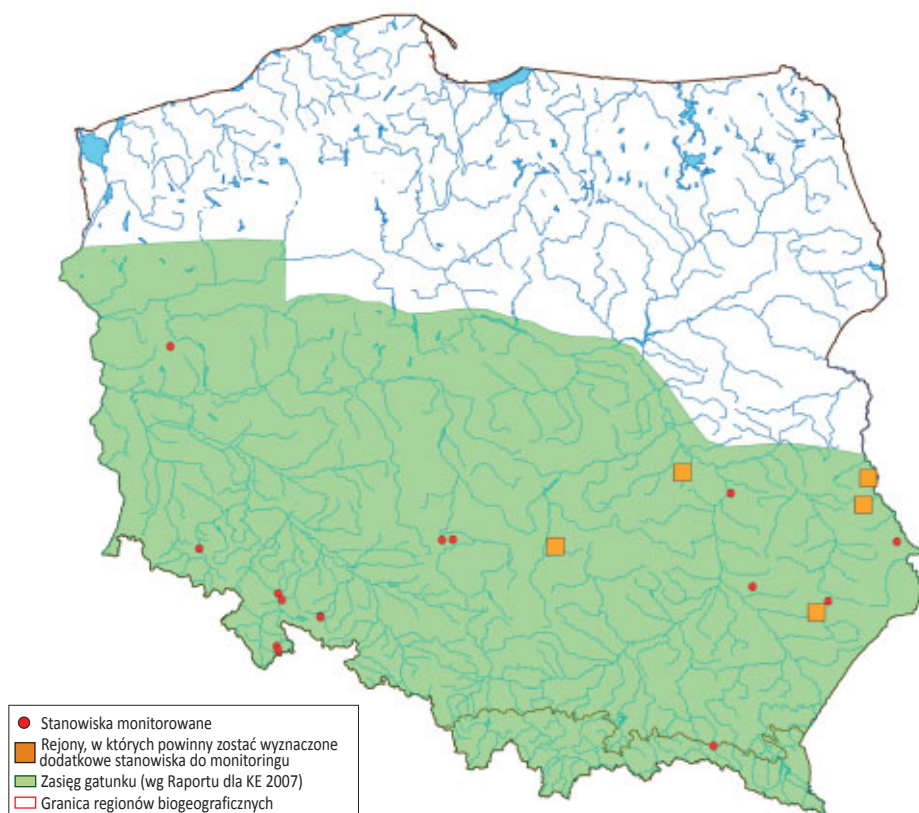 Stanowiska monitorowane
Rejony, w których powinny zostać wyznaczone
dodatkowe stanowiska do monitoringu
Zasięg gatunku (wg Raportu dla KE 2007)
Granica regionów biogeograficznych